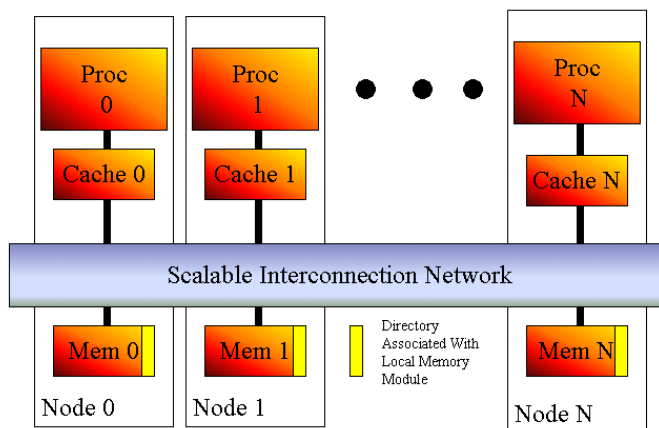 Proc
0
Proc
1
Proc
N
Cache 0
Cache 1
Cache N
Scalable Interconnection Network
Mem 0
Mem 1
Directory
Associated With
Local Memory
Module
Mem N
Node 0
Node 1
Node N